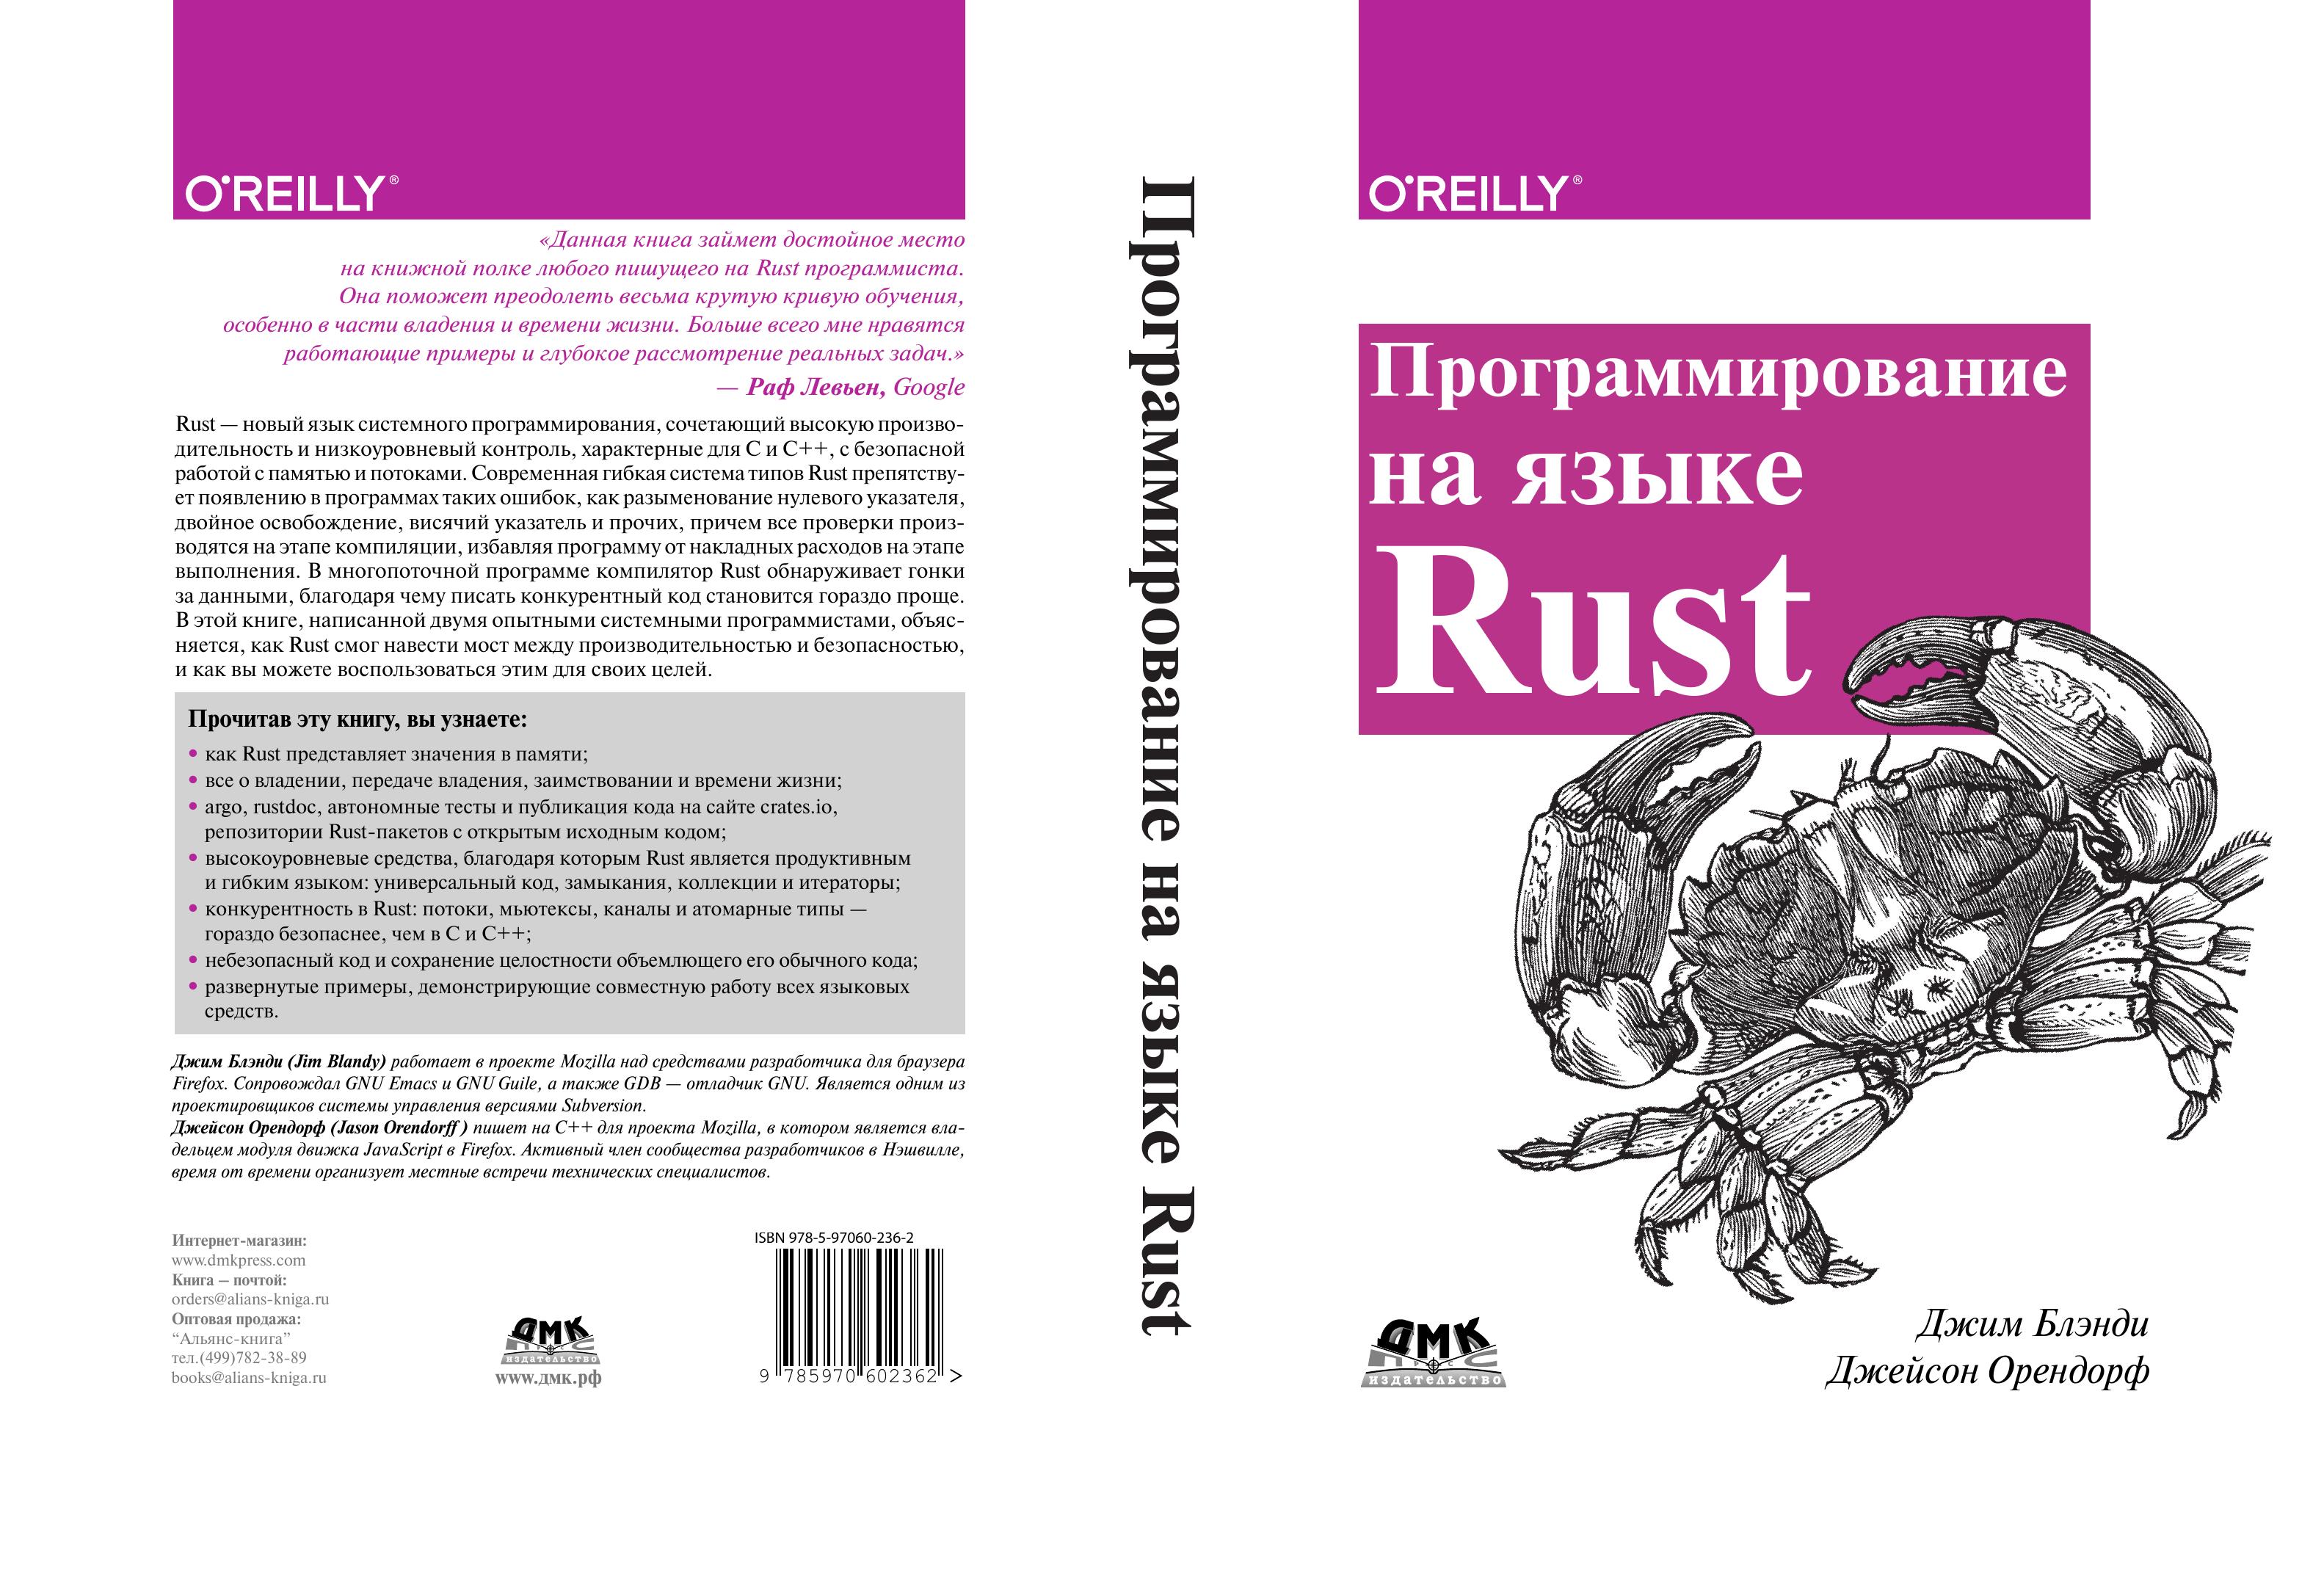 O'REILLY®
«Данная книга займет достойное место
на книжной полке любого пишущего на Rust программиста.
Она поможет преодолеть весьма крутую кривую обучения,
особенно в части владения и времени жизни. Больше всего мне нравятся
работающие примеры и глубокое рассмотрение реальных задач.»
— Раф Левьен, Google
Rust — новый язык системного программирования, сочетающий высокую произво-
дительность и низкоуровневый контроль, характерные для C и C++, с безопасной
работой с памятью и потоками. Современная гибкая система типов Rust препятству-
ет появлению в программах таких ошибок, как разыменование нулевого указателя,
двойное освобождение, висячий указатель и прочих, причем все проверки произ-
водятся на этапе компиляции, избавляя программу от накладных расходов на этапе
выполнения. В многопоточной программе компилятор Rust обнаруживает гонки
за данными, благодаря чему писать конкурентный код становится гораздо проще.
В этой книге, написанной двумя опытными системными программистами, объяс-
няется, как Rust смог навести мост между производительностью и безопасностью,
и как вы можете воспользоваться этим для своих целей.
Прочитав эту книгу, вы узнаете:
• как Rust представляет значения в памяти;
• все о владении, передаче владения, заимствовании и времени жизни;
• argo, rustdoc, автономные тесты и публикация кода на сайте crates.io,
репозитории Rust-пакетов с открытым исходным кодом;
• высокоуровневые средства, благодаря которым Rust является продуктивным
и гибким языком: универсальный код, замыкания, коллекции и итераторы;
• конкурентность в Rust: потоки, мьютексы, каналы и атомарные типы —
гораздо безопаснее, чем в C и C++;
• небезопасный код и сохранение целостности объемлющего его обычного кода;
• развернутые примеры, демонстрирующие совместную работу всех языковых
средств.
Джим Блэнди (Jim Blandy) работает в проекте Mozilla над средствами разработчика для браузера
Firefox. Сопровождал GNU Emacs и GNU Guile, а также GDB — отладчик GNU. Является одним из
проектировщиков системы управления версиями Subversion.
Джейсон Орендорф (Jason Orendorff ) пишет на C++ для проекта Mozilla, в котором является вла-
дельцем модуля движка JavaScript в Firefox. Активный член сообщества разработчиков в Нэшвилле,
время от времени организует местные встречи технических специалистов.
Интернет-магазин:
www.dmkpress.com
Книга – почтой:
orders@alians-kniga.ru
Оптовая продажа:
“Альянс-книга”
тел.(499)782-38-89
books@alians-kniga.ru
ДМК
ПРЕСС
издательство
www.дмк.рф
ISBN 978-5-97060-236-2
9 785970 602362 >
Программирование на языке Rust
O'REILLY®
Программирование
на языке
Rust
ДМК
ПРЕСС
издательство
Джим Блэнди
Джейсон Орендорф